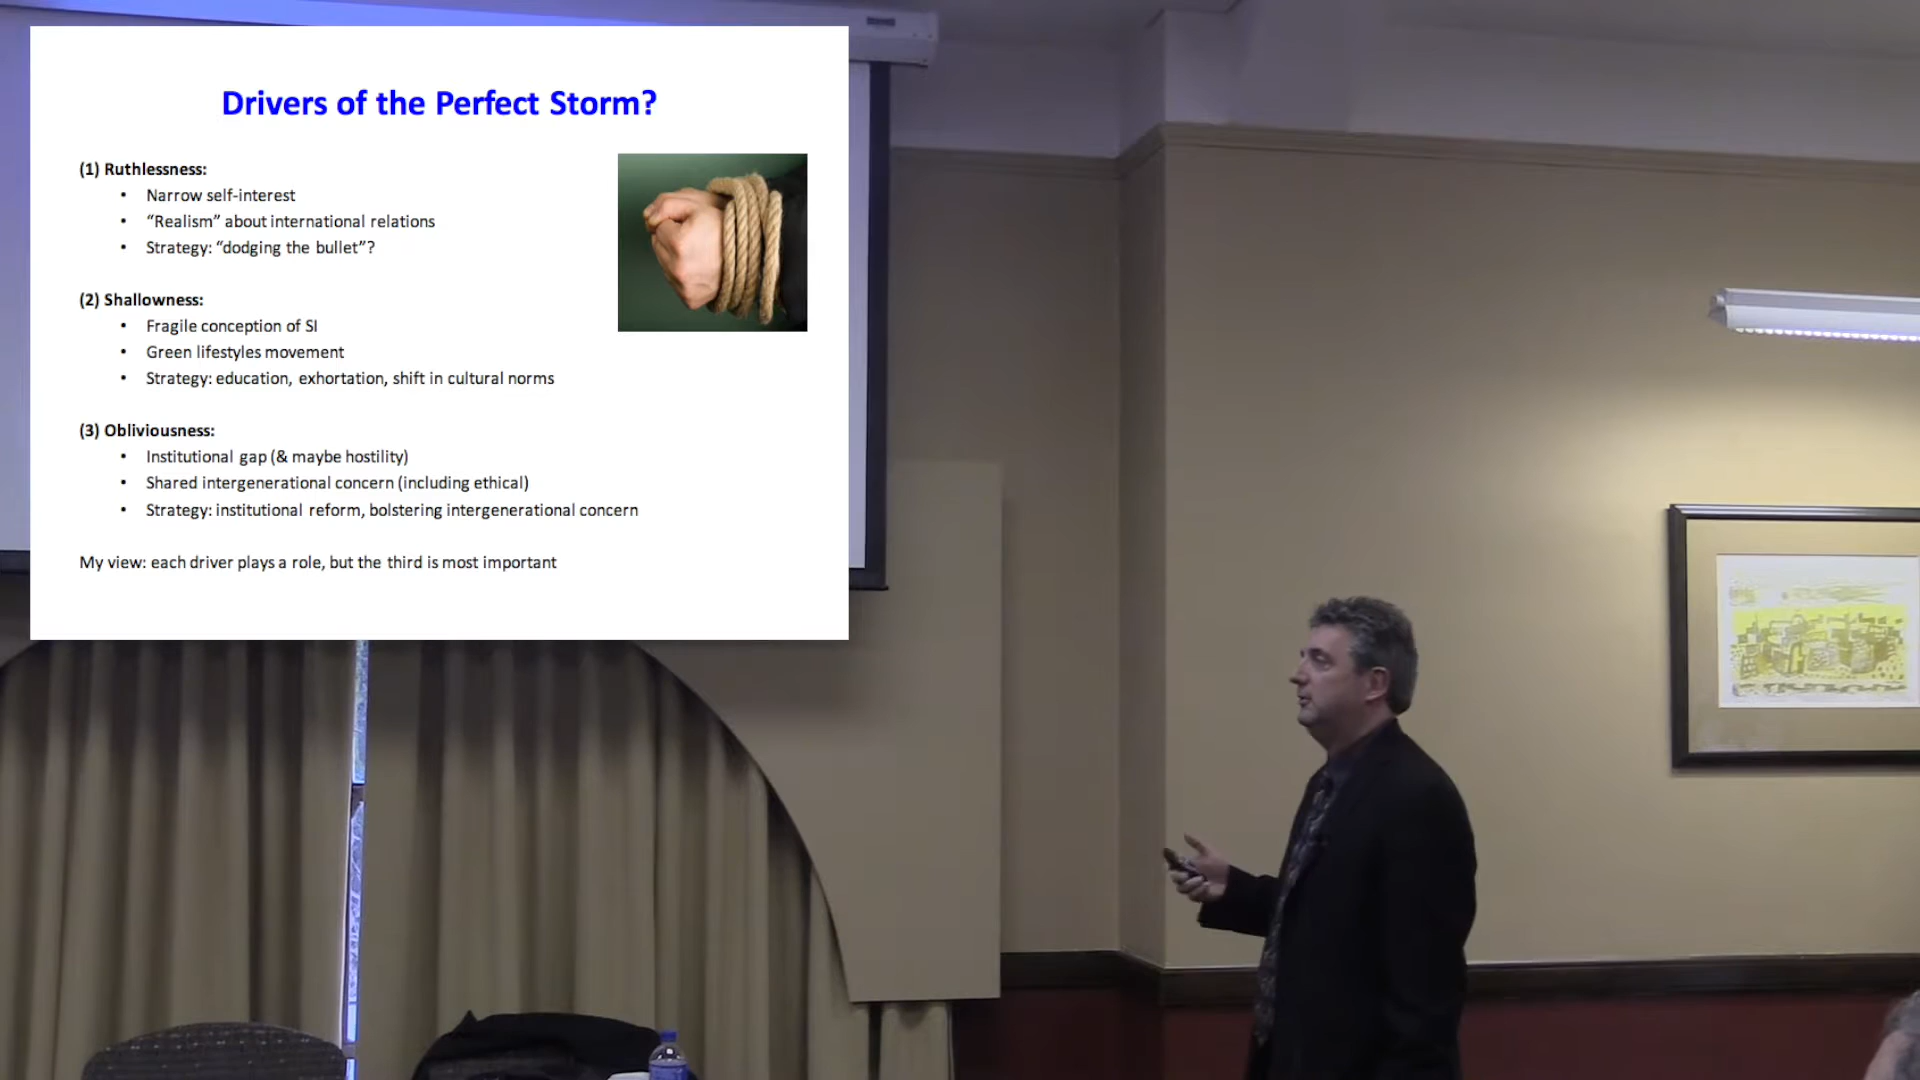 Drivers of the Perfect Storm?
(1) Ruthlessness:
• Narrow self-interest
• “Realism” about international relations
• Strategy: “dodging the bullet”?
(2) Shallowness:
• Fragile conception of SI
• Green lifestyles movement
• Strategy: education, exhortation, shift in cultural norms
(3) Obliviousness:
• Institutional gap (& maybe hostility)
• Shared intergenerational concern (including ethical)
• Strategy: institutional reform, bolstering intergenerational concern
My view: each driver plays a role, but the third is most important